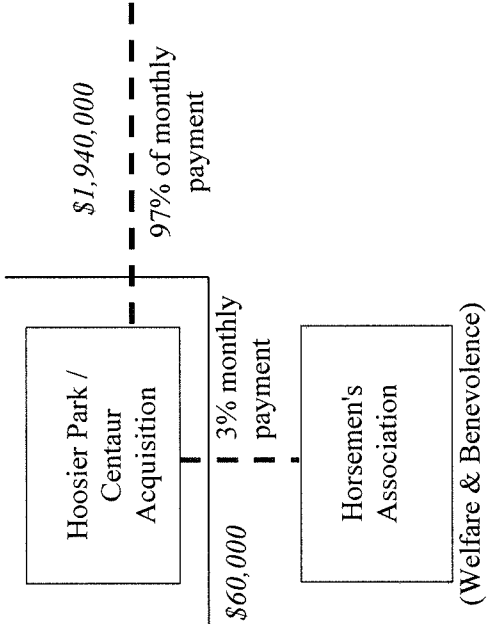 $1,940,000
97% of monthly
payment
Hoosier Park /
Centaur
Acquisition
3% monthly
payment
$60,000
Horsemen's
Association
(Welfare & Benevolence)